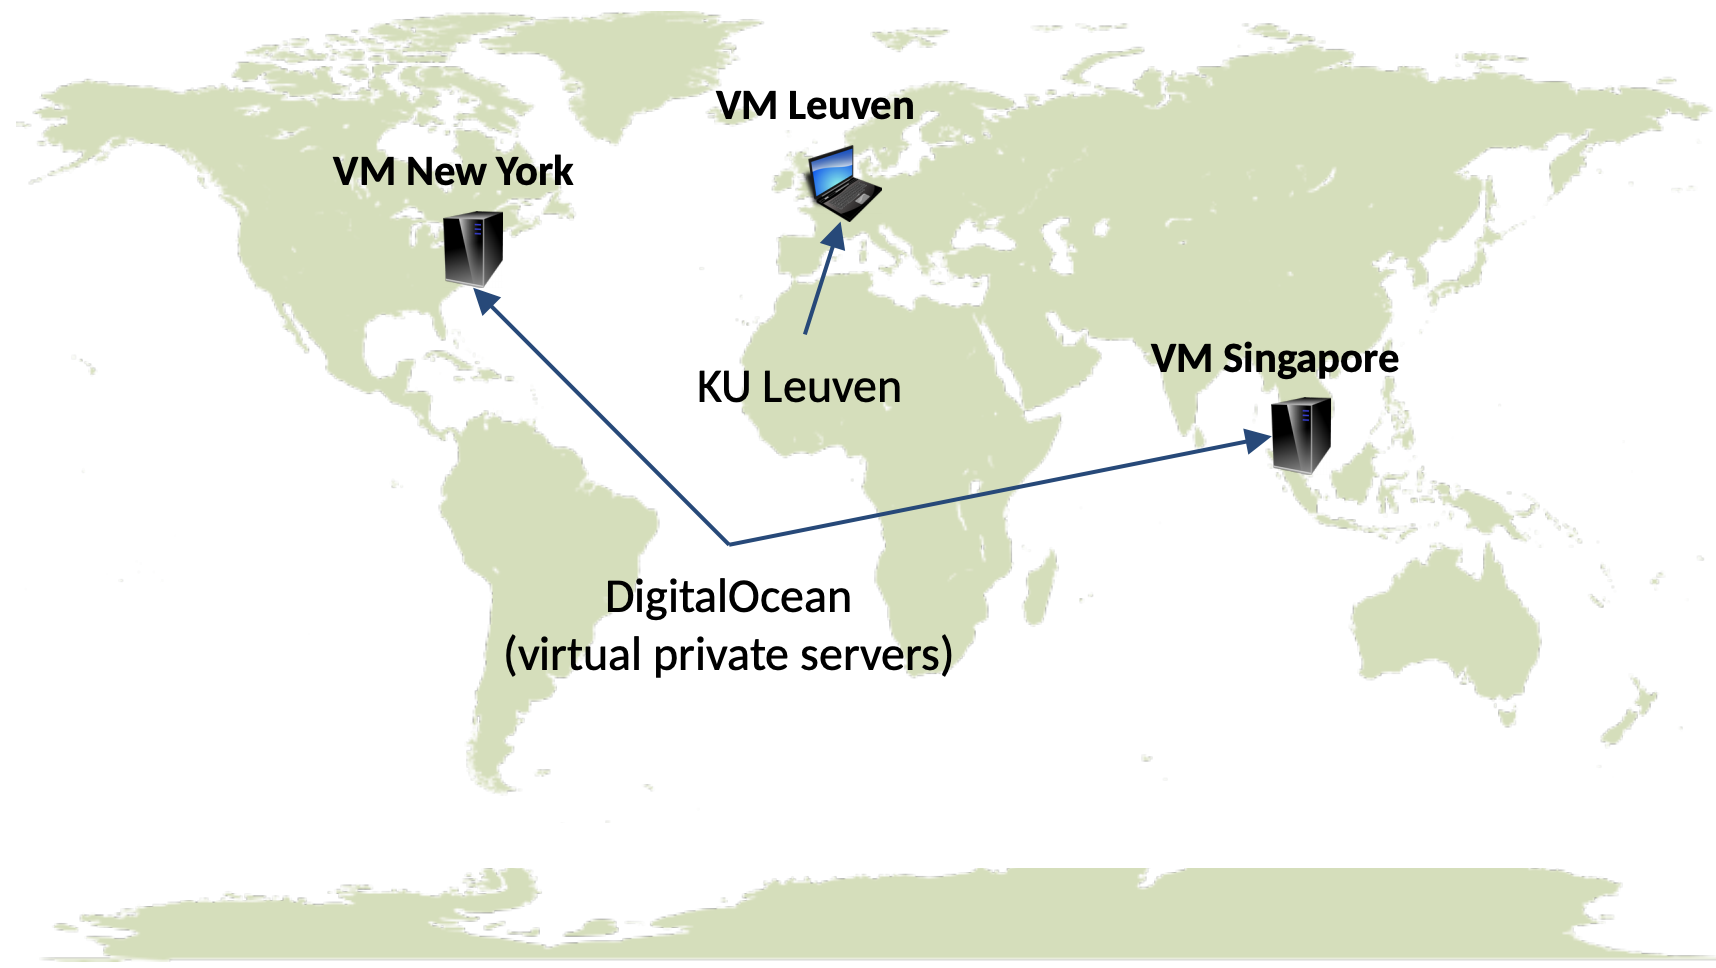 VM Leuven
VM New York
VM Singapore
KU Leuven
DigitalOcean
(virtual private servers)